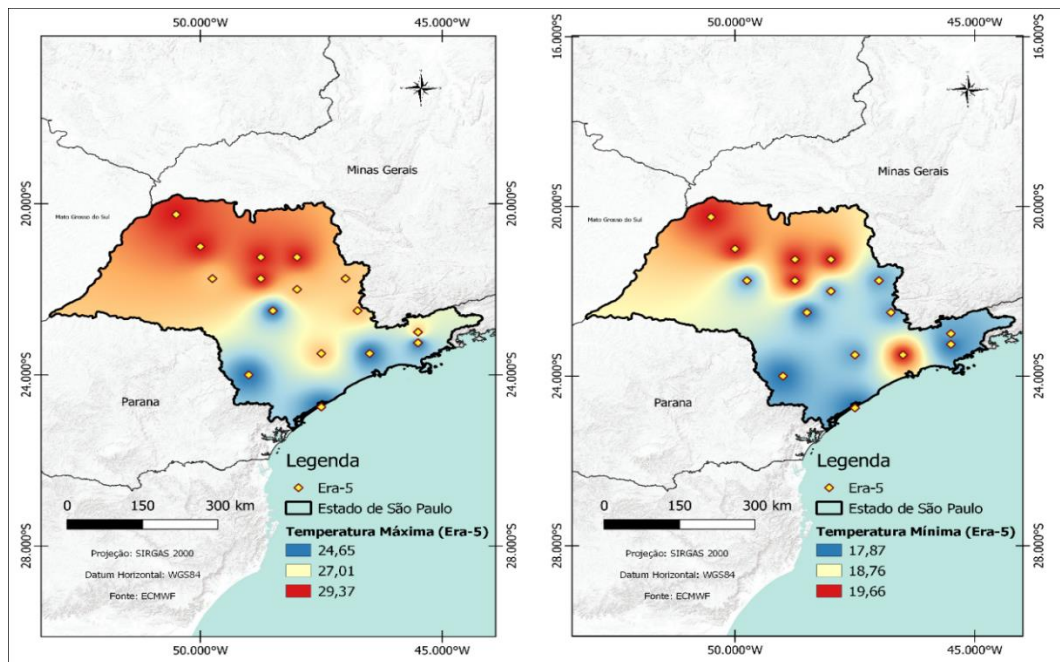 50.000°W
45.000°W
20.000°S
24.000°S
28.000°S
20.000°S
24.000°S
28.000°S
Minas Gerais
Mato Grosso do Sul
Parana
Legenda
Era-5
Estado de São Paulo
Temperatura Máxima (Era-5)
24,65
27,01
29,37
0 150 300 km
Projeção: SIRGAS 2000
Datum Horizontal: WGS84
Fonte: ECMWF
50.000°W
45.000°W
50.000°W
45.000°W
16.000°S
20.000°S
24.000°S
28.000°S
16.000°S
20.000°S
24.000°S
28.000°S
Minas Gerais
Mato Grosso do Sul
Parana
Legenda
Era-5
Estado de São Paulo
Temperatura Mínima (Era-5)
17,87
18,76
19,66
0 150 300 km
Projeção: SIRGAS 2000
Datum Horizontal: WGS84
Fonte: ECMWF
50.000°W
45.000°W